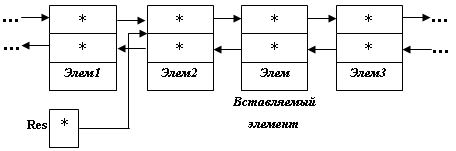 ... * * * * ...
... * * * * ...
Элем1 Элем2 Элем Элем3
Вставляемый
Res * элемент